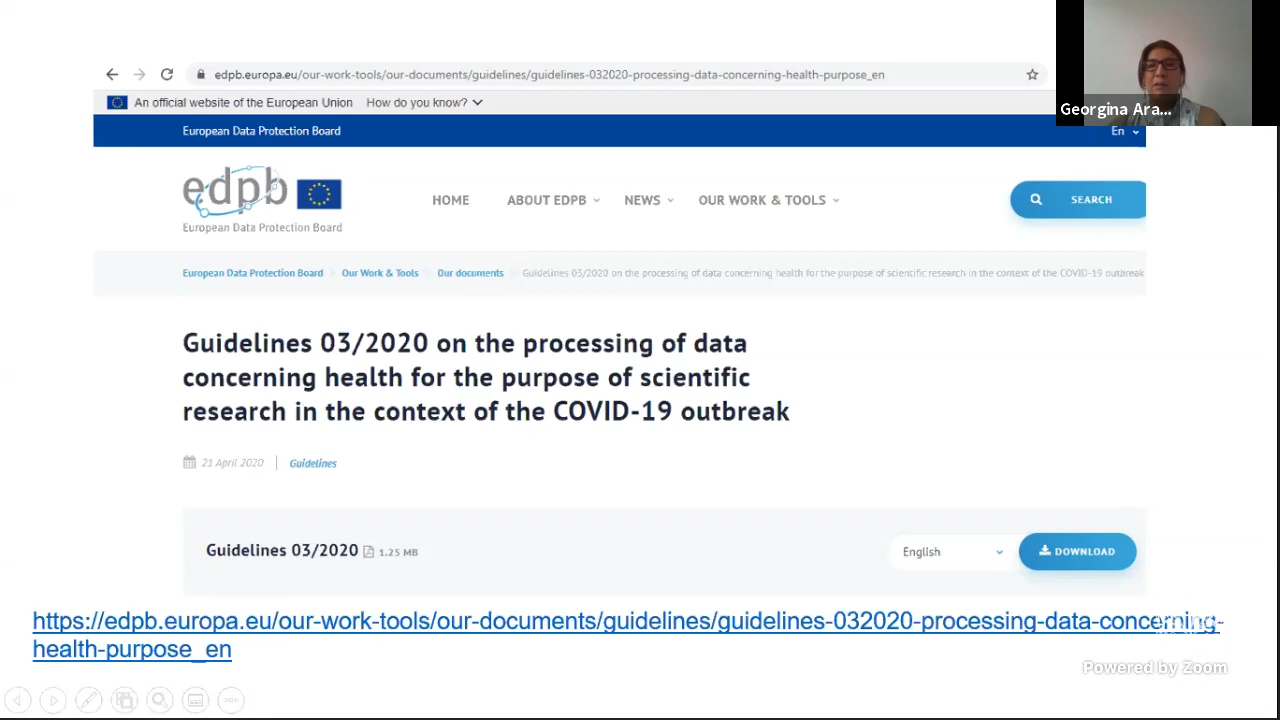 edpb.europa.eu/our-work-tools/our-documents/guidelines/guidelines-032020-processing-data-concerning-health-purpose_en
Georgina Ara...
An official website of the European Union How do you know?
European Data Protection Board
En
edpb
European Data Protection Board
HOME ABOUT EDPB NEWS OUR WORK & TOOLS
SEARCH
European Data Protection Board Our Work & Tools Our documents Guidelines 03/2020 on the processing of data concerning health for the purpose of scientific research in the context of the COVID-19 outbreak
Guidelines 03/2020 on the processing of data
concerning health for the purpose of scientific
research in the context of the COVID-19 outbreak
21 April 2020 Guidelines
Guidelines 03/2020 1.25 MB
English
DOWNLOAD
https://edpb.europa.eu/our-work-tools/our-documents/guidelines/guidelines-032020-processing-data-concerning-
health-purpose_en
Powered by Zoom